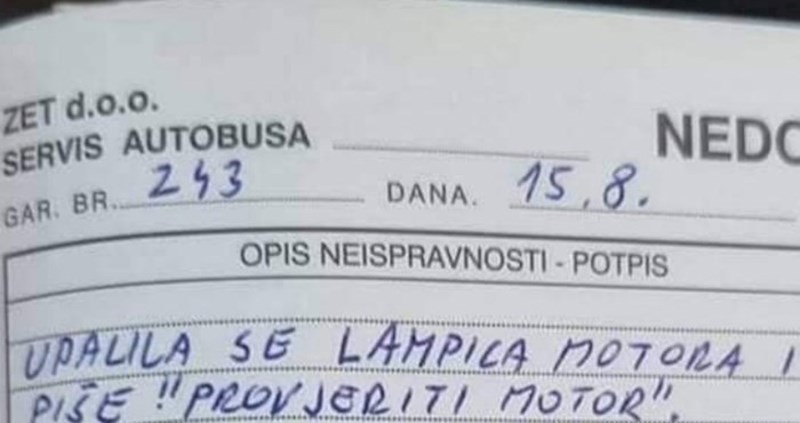 ZET d.o.o.
SERVIS AUTOBUSA NEDO
GAR. BR. 243 DANA. 15.8.
OPIS NEISPRAVNOSTI - POTPIS
UPALILA SE LAMPICA MOTORA I
PIŠE "PROVJERITI MOTOR".